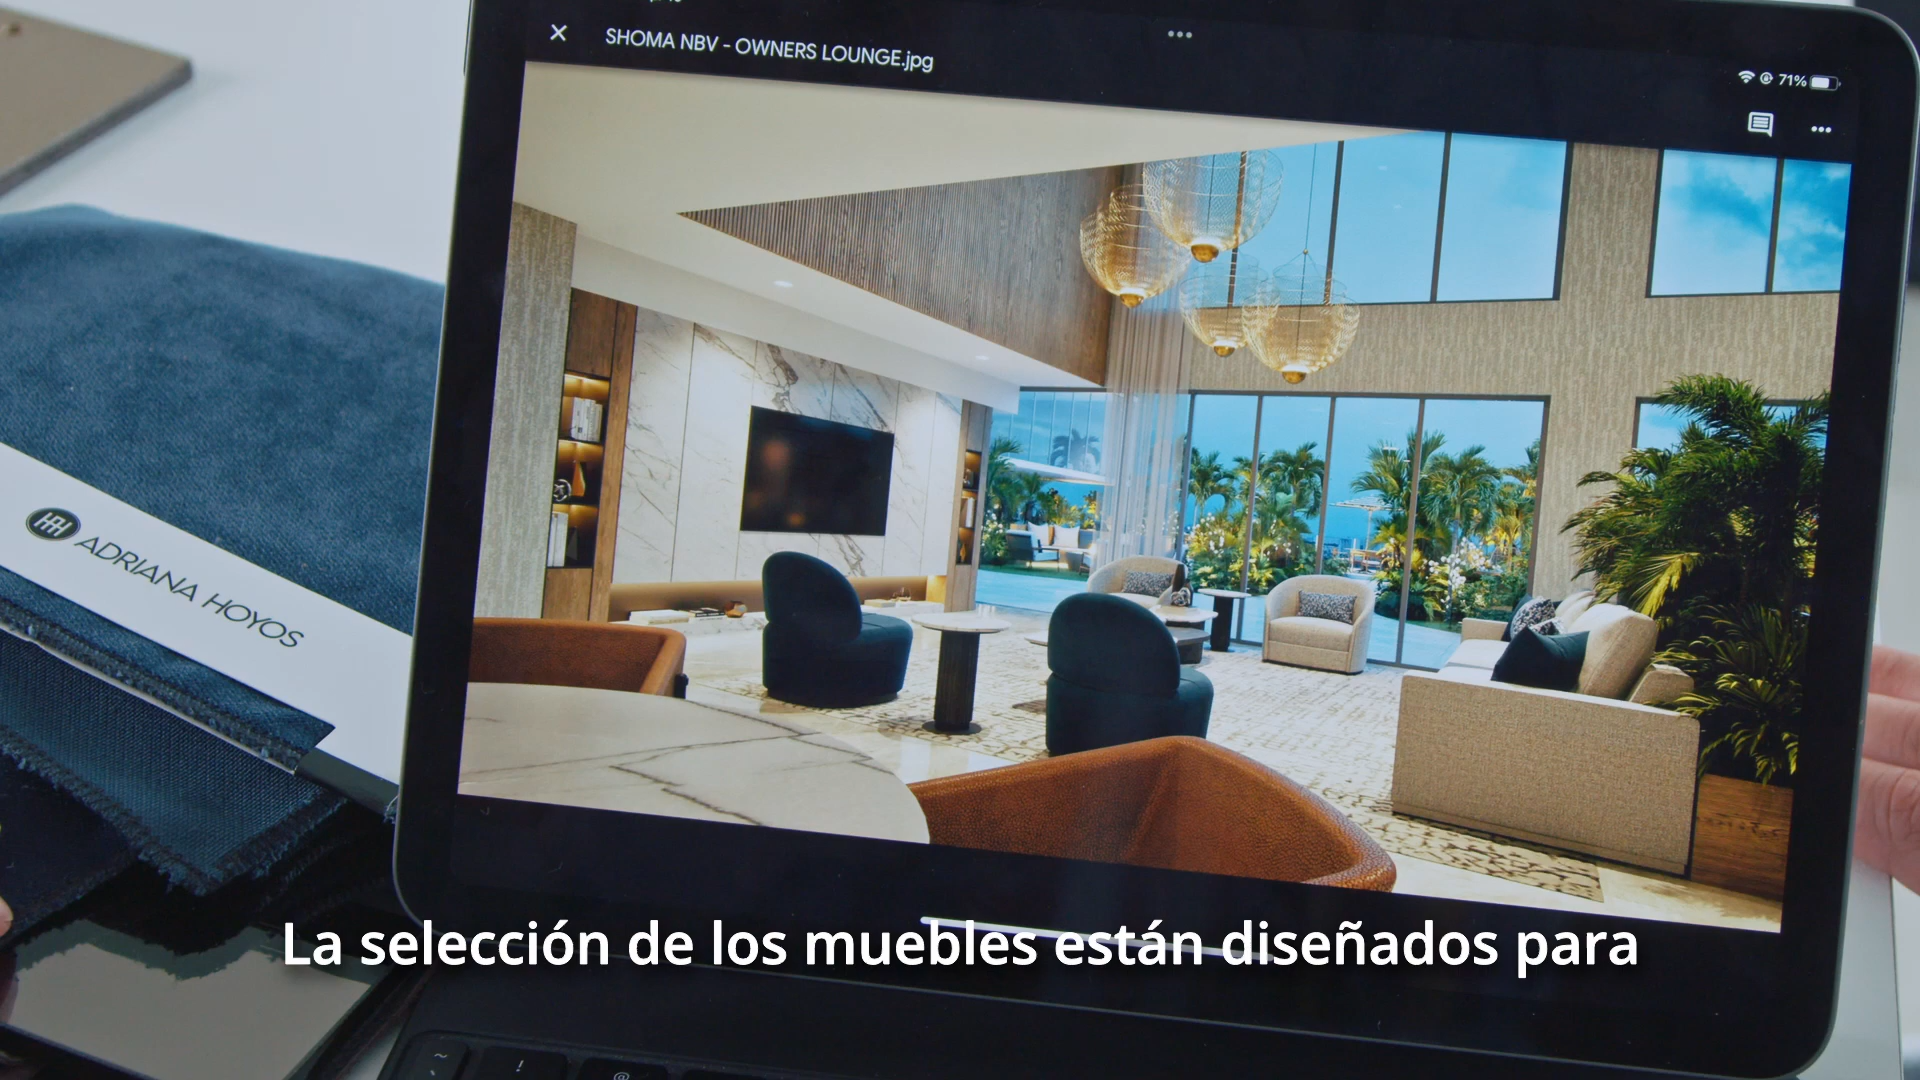 SHOMA NBV - OWNERS LOUNGE.jpg
71%
ADRIANA HOYOS
La selección de los muebles están diseñados para